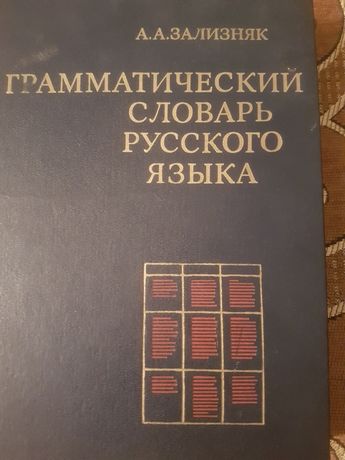 А.А.ЗАЛИЗНЯК
ГРАММАТИЧЕСКИЙ
СЛОВАРЬ
РУССКОГО
ЯЗЫКА